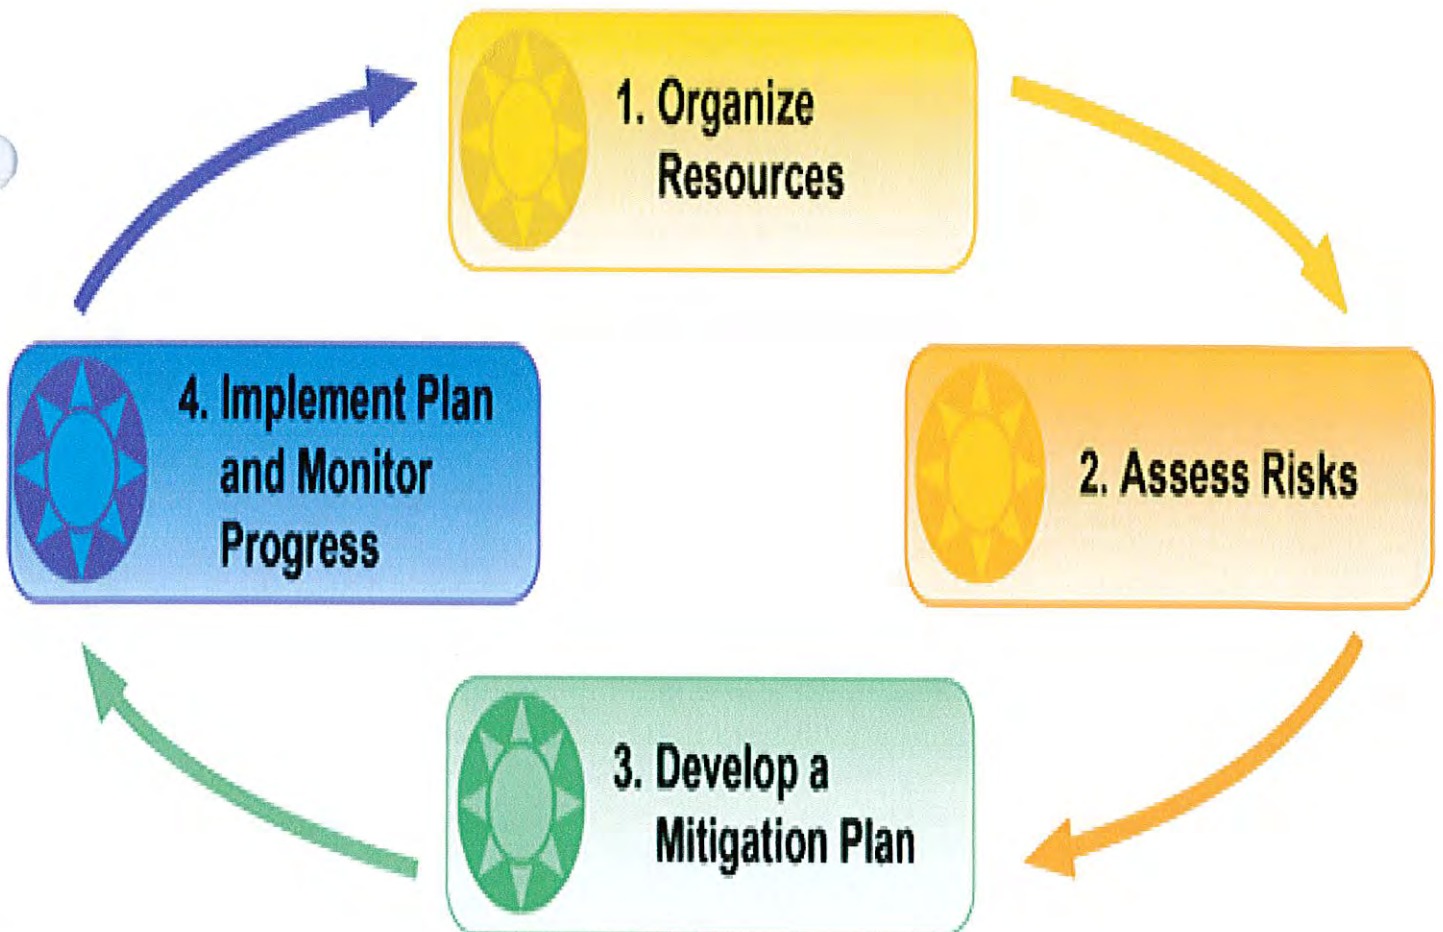 1. Organize
Resources
2. Assess Risks
3. Develop a
Mitigation Plan
4. Implement Plan
and Monitor
Progress